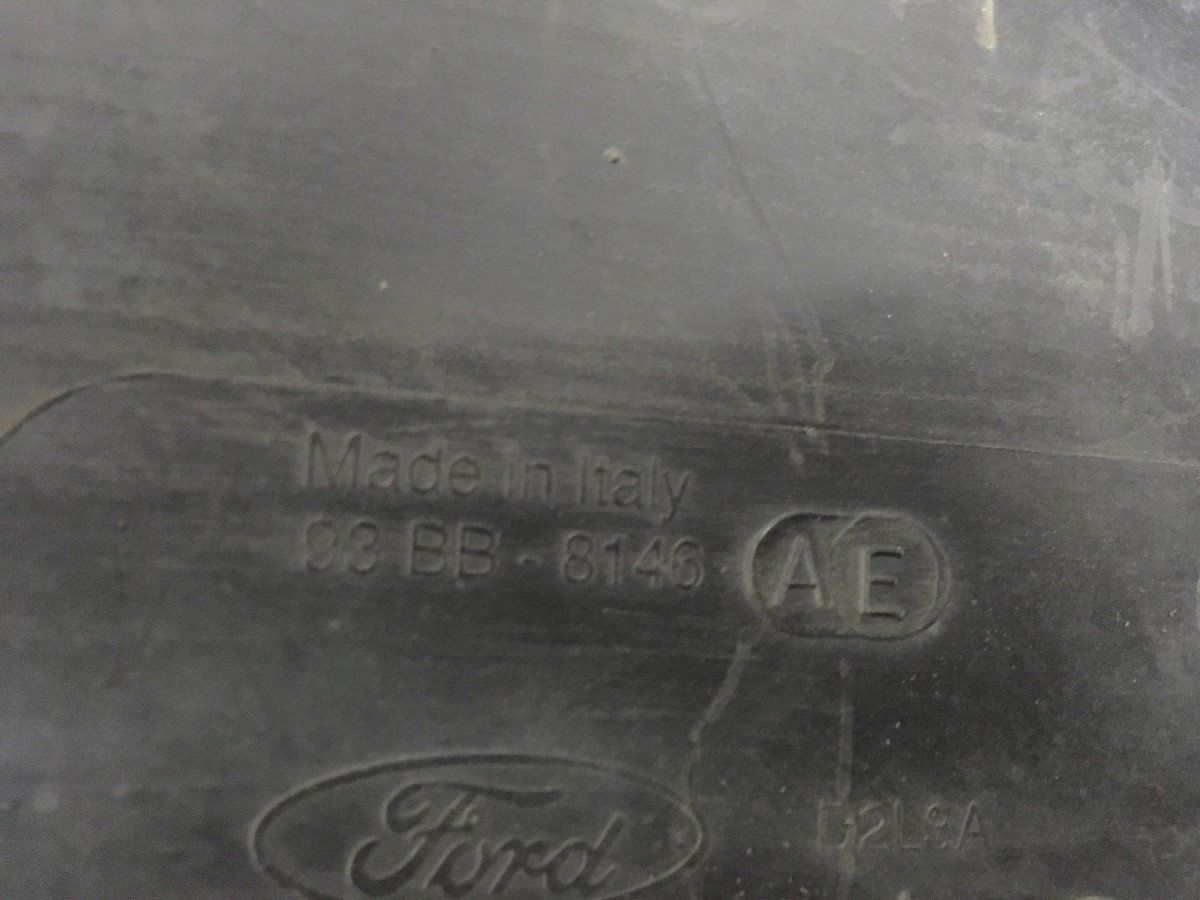 Made In Italy
93 BB - 8146 AE
Ford